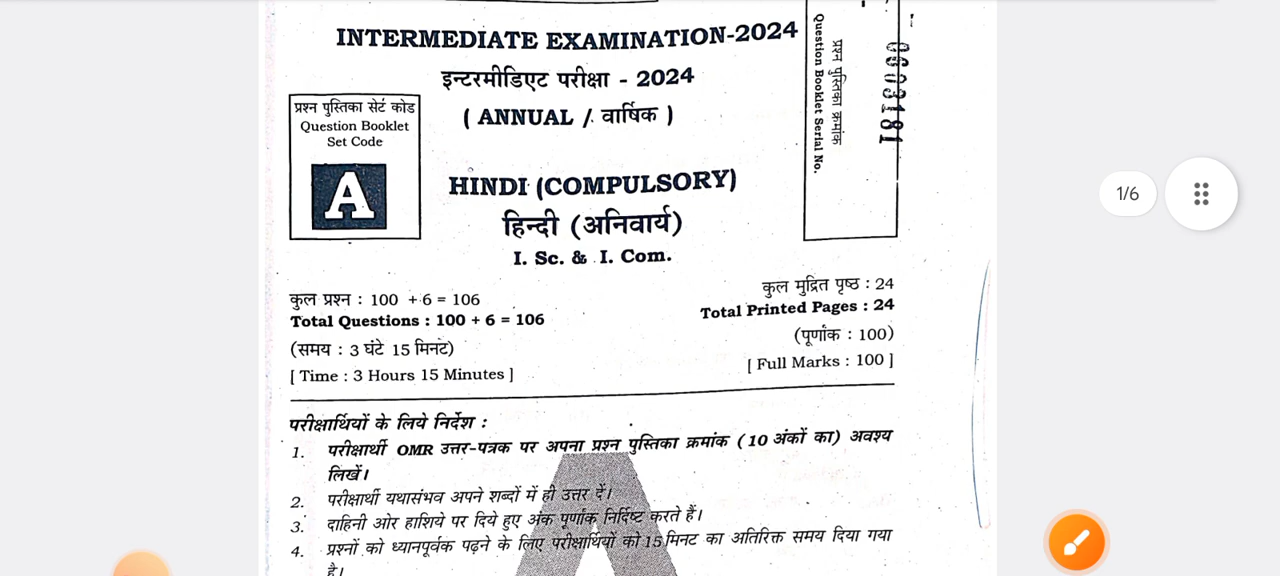 INTERMEDIATE EXAMINATION-2024
इन्टरमीडिएट परीक्षा - 2024
( ANNUAL / वार्षिक )
प्रश्न पुस्तिका सेट कोड
Question Booklet
Set Code
A
HINDI (COMPULSORY)
हिन्दी (अनिवार्य)
I. Sc. & I. Com.
प्रश्न पुस्तिका क्रमांक
Question Booklet Serial No.
0603181
कुल प्रश्न : 100 + 6 = 106
Total Questions : 100 + 6 = 106
(समय : 3 घंटे 15 मिनट)
[ Time : 3 Hours 15 Minutes ]
कुल मुद्रित पृष्ठ : 24
Total Printed Pages : 24
(पूर्णांक : 100)
[ Full Marks : 100 ]
परीक्षार्थियों के लिये निर्देश :
1. परीक्षार्थी OMR उत्तर-पत्रक पर अपना प्रश्न पुस्तिका क्रमांक (10 अंकों का) अवश्य
लिखें।
2. परीक्षार्थी यथासंभव अपने शब्दों में ही उत्तर दें।
3. दाहिनी ओर हाशिये पर दिये हुए अंक पूर्णांक निर्दिष्ट करते हैं।
4. प्रश्नों को ध्यानपूर्वक पढ़ने के लिए परीक्षार्थियों को 15 मिनट का अतिरिक्त समय दिया गया
है।
1/6